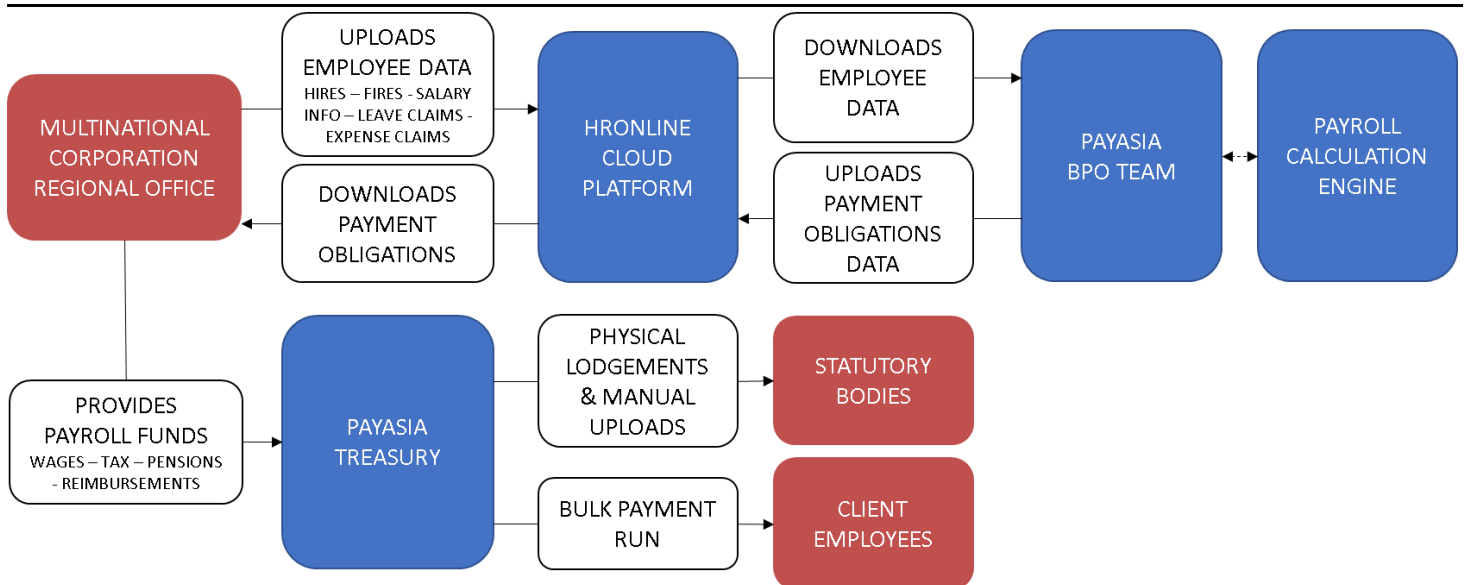 UPLOADS
EMPLOYEE DATA
HIRES – FIRES - SALARY
INFO – LEAVE CLAIMS -
EXPENSE CLAIMS
MULTINATIONAL
CORPORATION
REGIONAL OFFICE
DOWNLOADS
PAYMENT
OBLIGATIONS
HRONLINE
CLOUD
PLATFORM
DOWNLOADS
EMPLOYEE
DATA
UPLOADS
PAYMENT
OBLIGATIONS
DATA
PAYASIA
BPO TEAM
PAYROLL
CALCULATION
ENGINE
PROVIDES
PAYROLL FUNDS
WAGES – TAX – PENSIONS
- REIMBURSEMENTS
PAYASIA
TREASURY
PHYSICAL
LODGEMENTS
& MANUAL
UPLOADS
STATUTORY
BODIES
BULK PAYMENT
RUN
CLIENT
EMPLOYEES